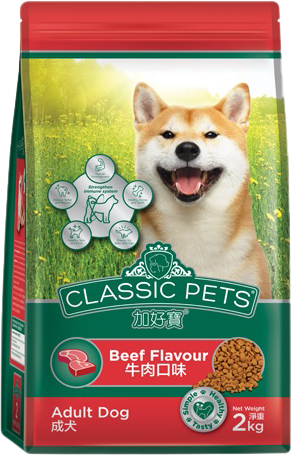 Strengthen
Immune system
CLASSIC PETS®
加好寶®
Beef Flavour
牛肉口味
Adult Dog
成犬
Simple Healthy Tasty
Net Weight 淨重
2kg